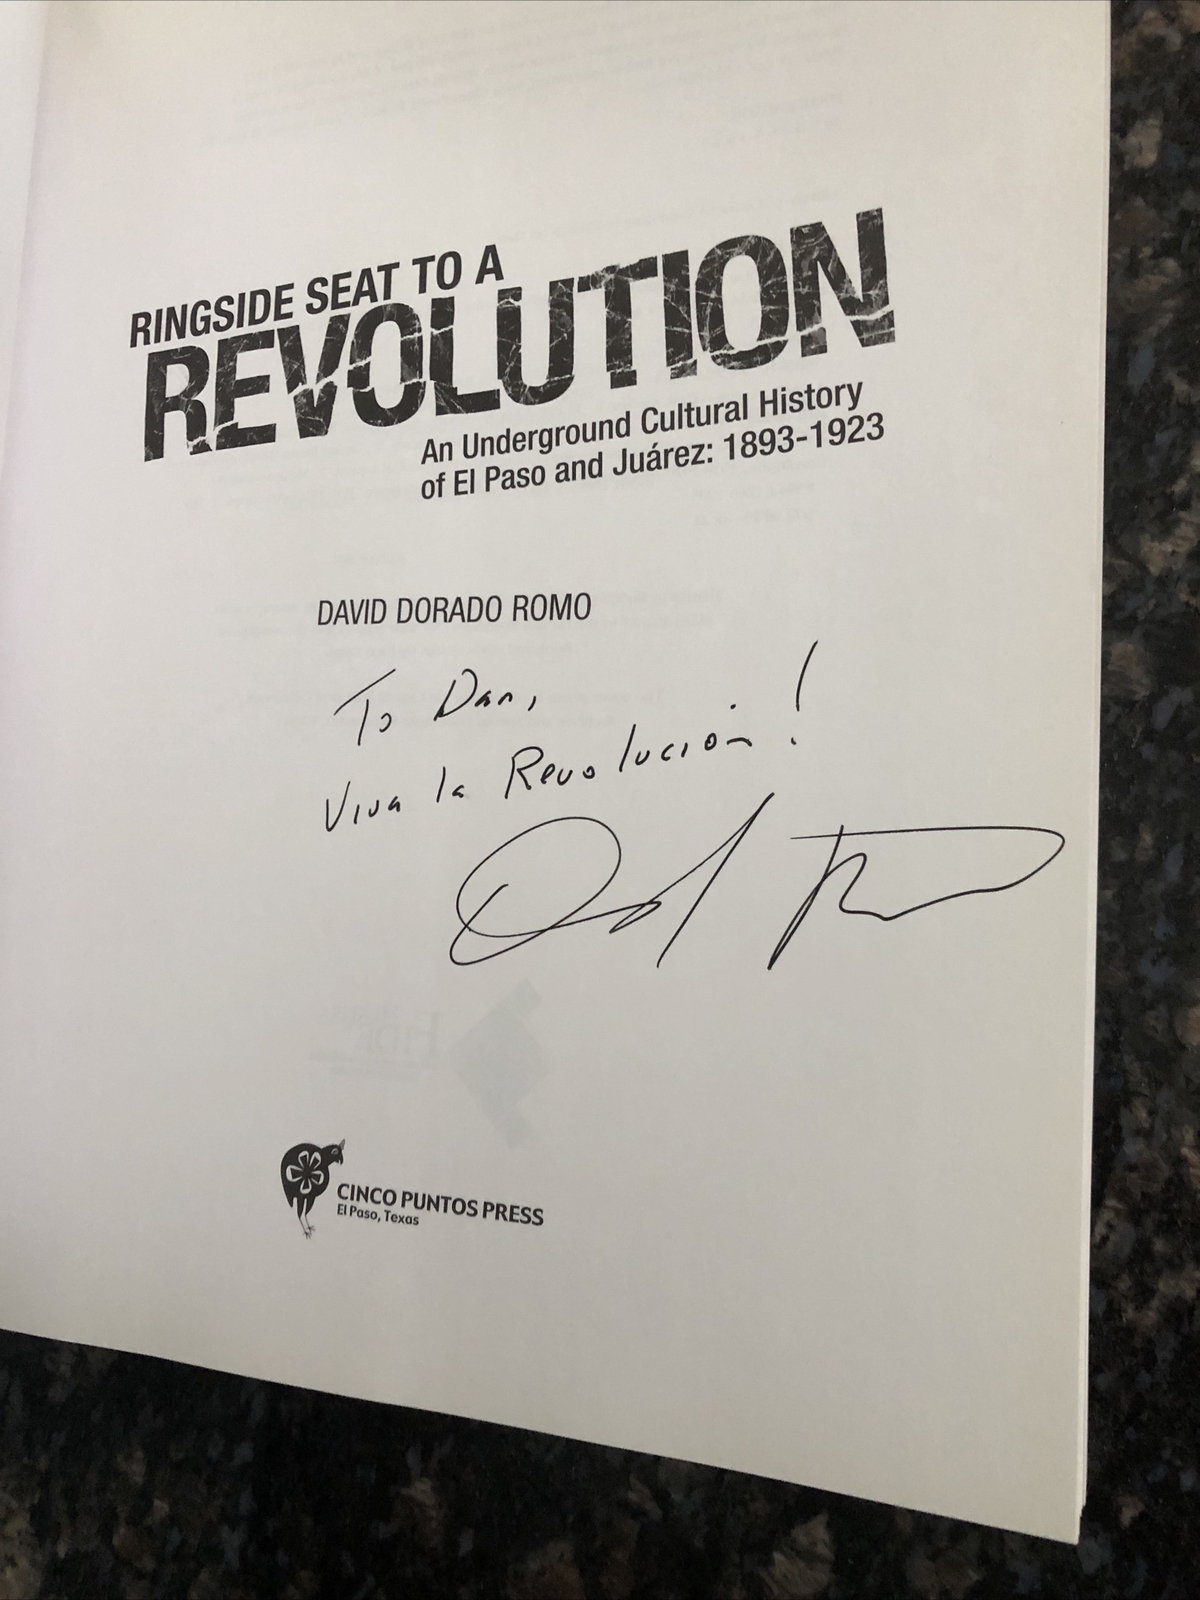 RINGSIDE SEAT TO A
REVOLUTION
An Underground Cultural History
of El Paso and Juárez: 1893-1923
DAVID DORADO ROMO
To Dan,
Viva la Revolución!
CINCO PUNTOS PRESS
El Paso, Texas